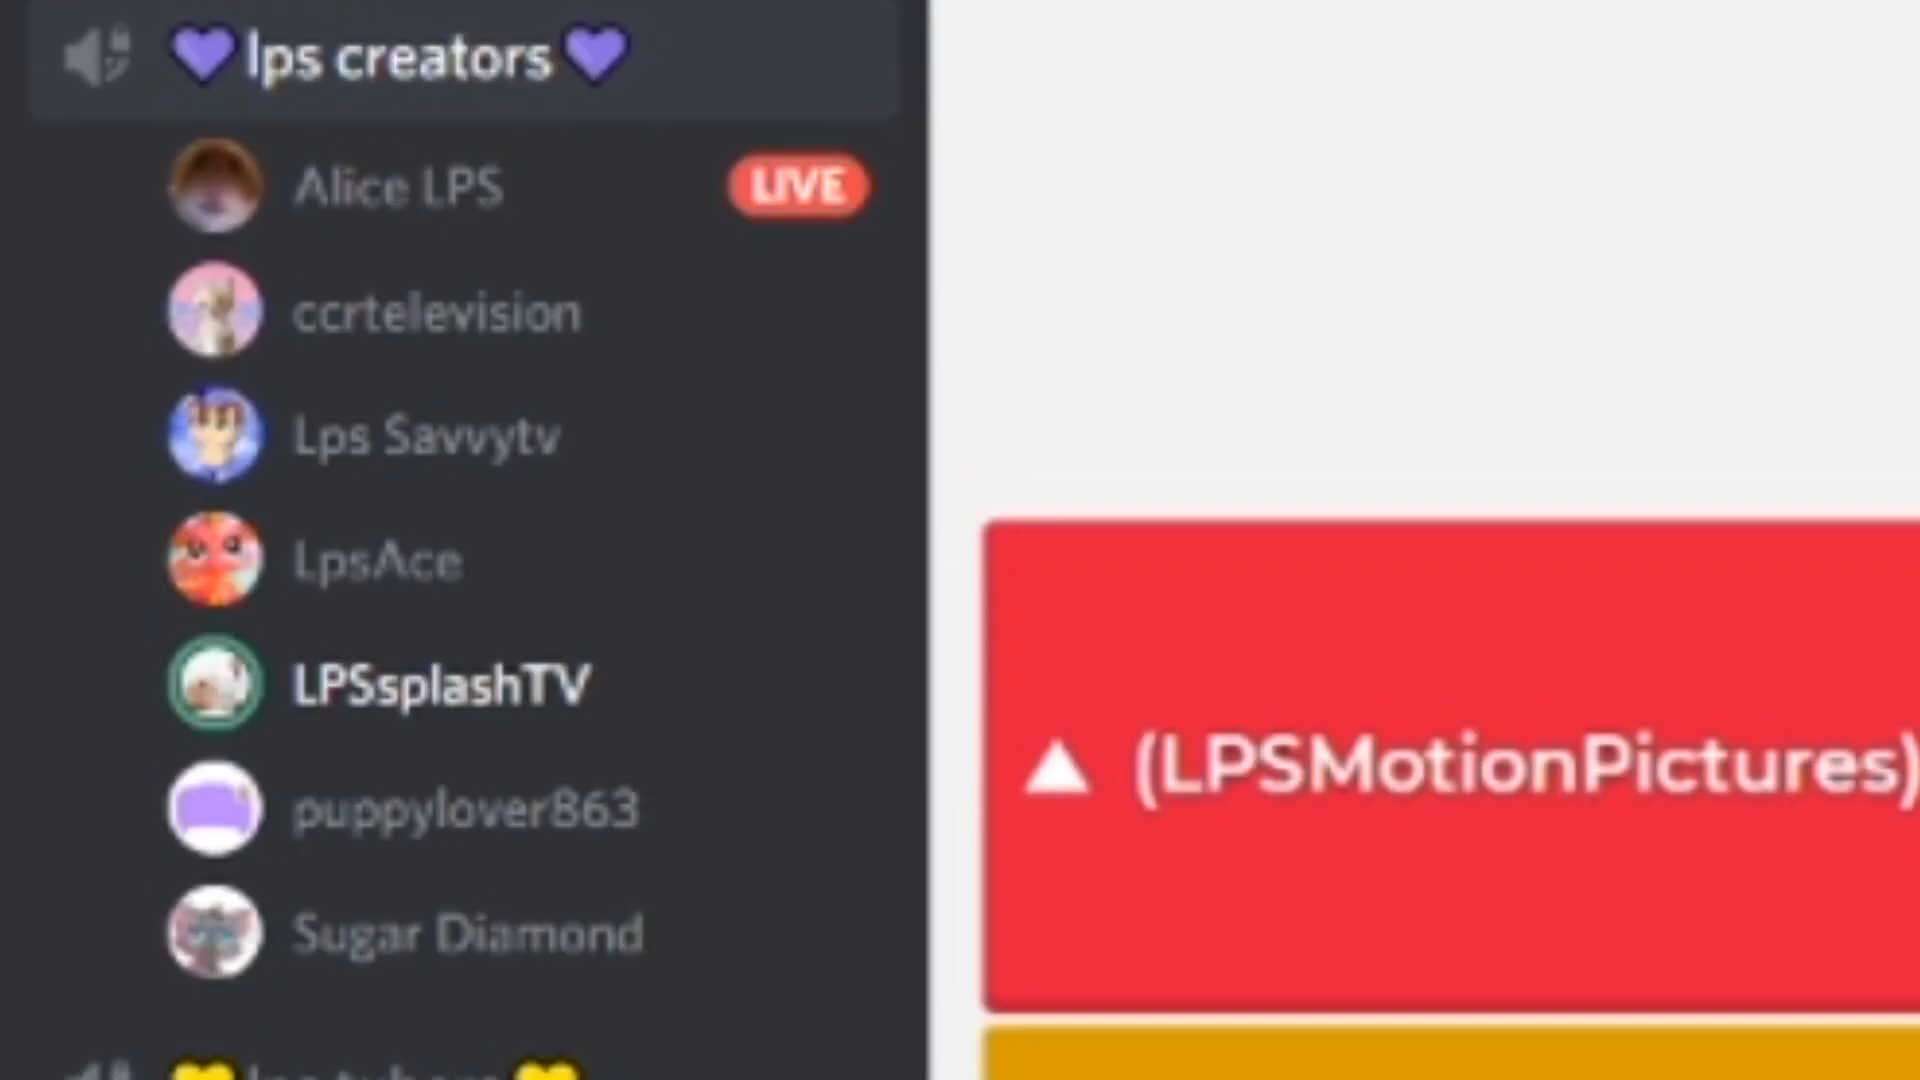 💜lps creators💜
Alice LPS LIVE
ccrtelevision
Lps Savvytv
LpsAce
LPSsplashTV
puppylover863
Sugar Diamond
▲ (LPSMotionPictures)